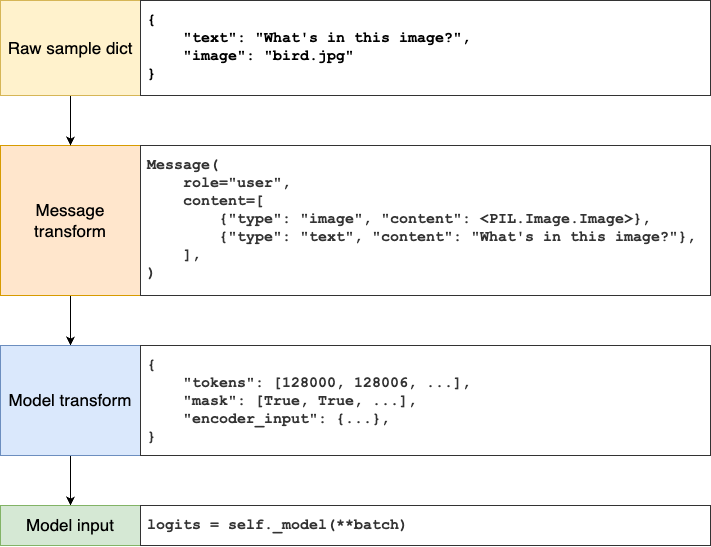 Raw sample dict
{
    "text": "What's in this image?",
    "image": "bird.jpg"
}
Message
transform
Message(
    role="user",
    content=[
        {"type": "image", "content": <PIL.Image.Image>},
        {"type": "text", "content": "What's in this image?"},
    ],
)
Model transform
{
    "tokens": [128000, 128006, ...],
    "mask": [True, True, ...],
    "encoder_input": {...},
}
Model input
logits = self._model(**batch)